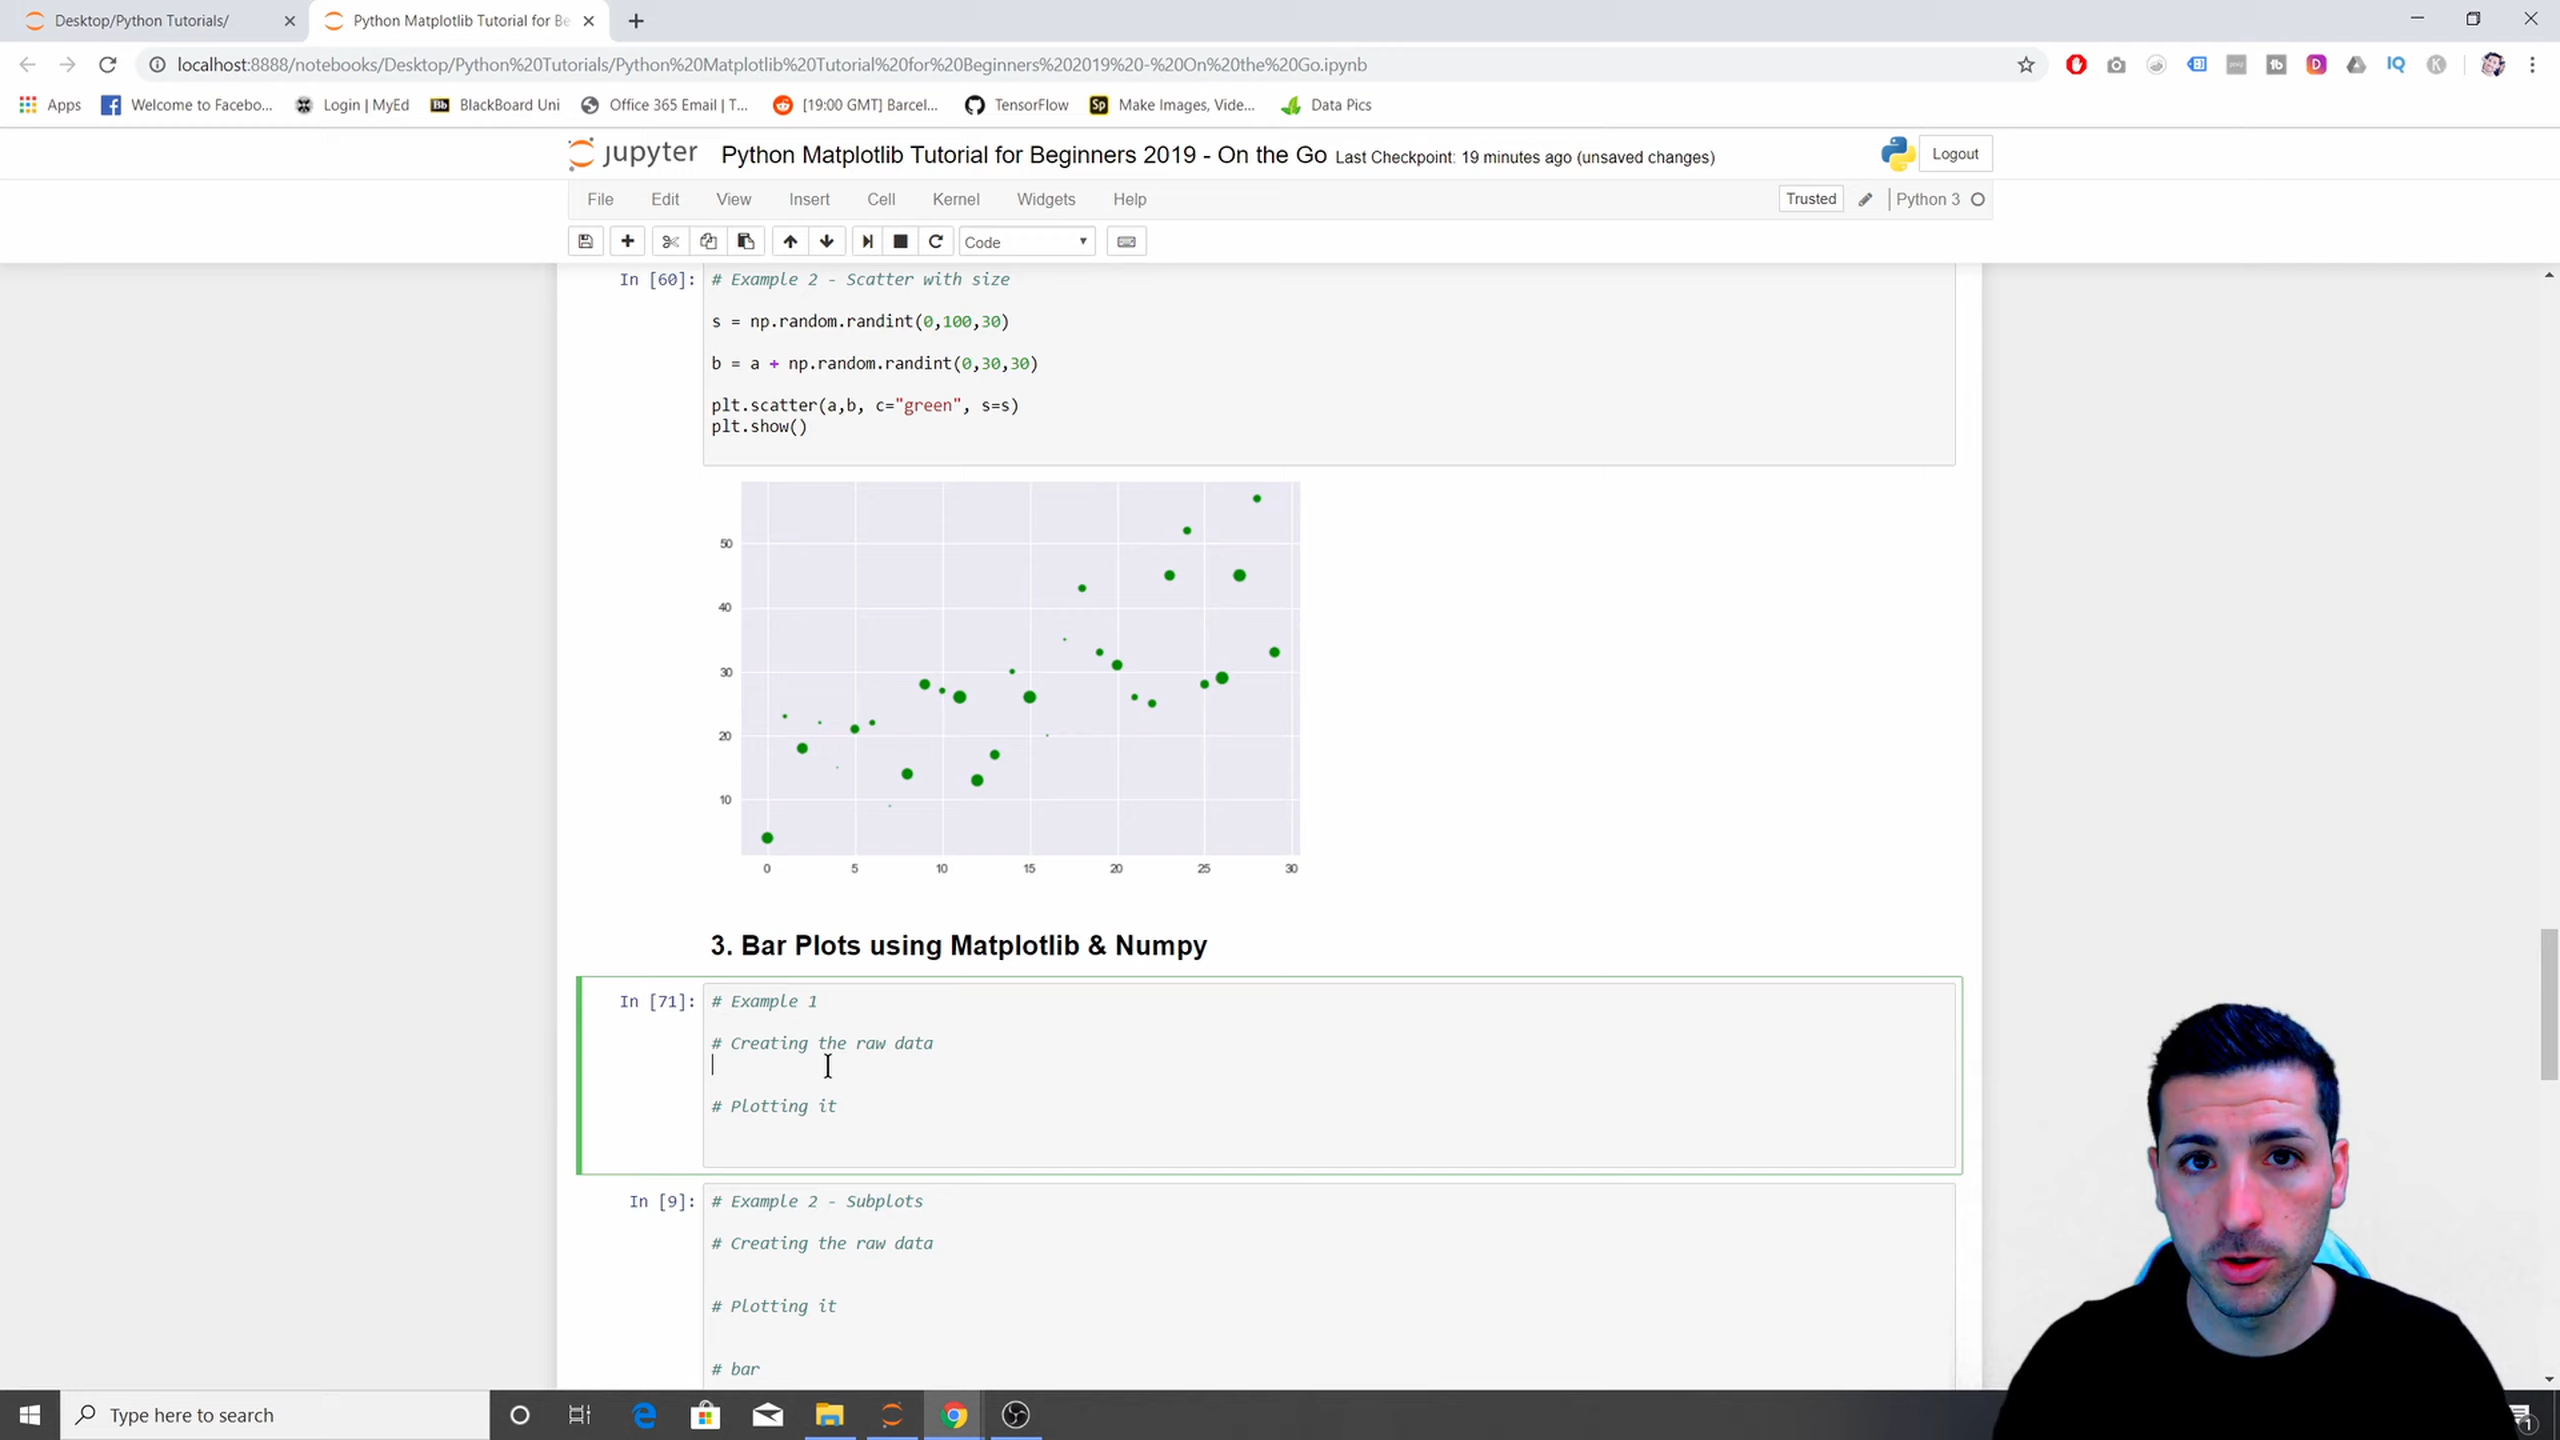 Desktop/Python Tutorials/
Python Matplotlib Tutorial for Be
localhost:8888/notebooks/Desktop/Python%20Tutorials/Python%20Matplotlib%20Tutorial%20for%20Beginners%202019%20-%20On%20the%20Go.ipynb
Apps
Welcome to Facebo...
Login | MyEd
Bb BlackBoard Uni
Office 365 Email | T...
[19:00 GMT] Barcel...
TensorFlow
Sp Make Images, Vide...
Data Pics
jupyter Python Matplotlib Tutorial for Beginners 2019 - On the Go Last Checkpoint: 19 minutes ago (unsaved changes)
Logout
File Edit View Insert Cell Kernel Widgets Help
Trusted
Python 3
Code
In [60]: # Example 2 - Scatter with size
s = np.random.randint(0,100,30)
b = a + np.random.randint(0,30,30)
plt.scatter(a,b, c="green", s=s)
plt.show()
50
40
30
20
10
0 5 10 15 20 25 30
3. Bar Plots using Matplotlib & Numpy
In [71]: # Example 1
# Creating the raw data
# Plotting it
In [9]: # Example 2 - Subplots
# Creating the raw data
# Plotting it
# bar
Type here to search
1